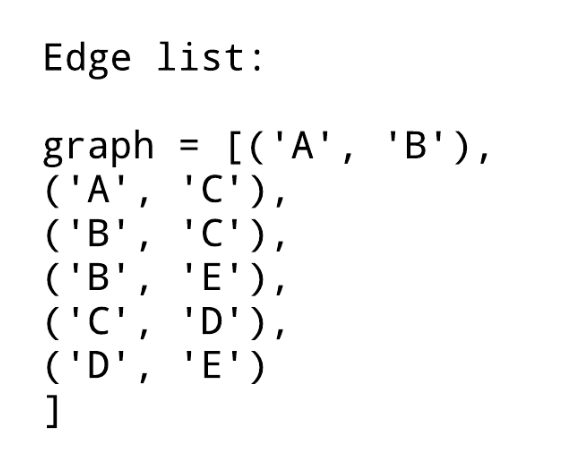 Edge list:
graph = [('A', 'B'),
('A', 'C'),
('B', 'C'),
('B', 'E'),
('C', 'D'),
('D', 'E')
]